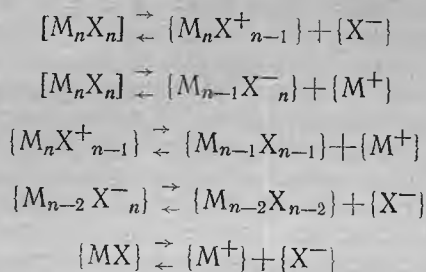 [MₙXₙ] ⇄ {MₙX⁺ₙ₋₁}+{X⁻}
[MₙXₙ] ⇄ {Mₙ₋₁X⁻ₙ}+{M⁺}
{MₙX⁺ₙ₋₁} ⇄ {Mₙ₋₁Xₙ₋₁}+{M⁺}
{Mₙ₋₂X⁻ₙ} ⇄ {Mₙ₋₂Xₙ₋₂}+{X⁻}
{MX} ⇄ {M⁺}+{X⁻}